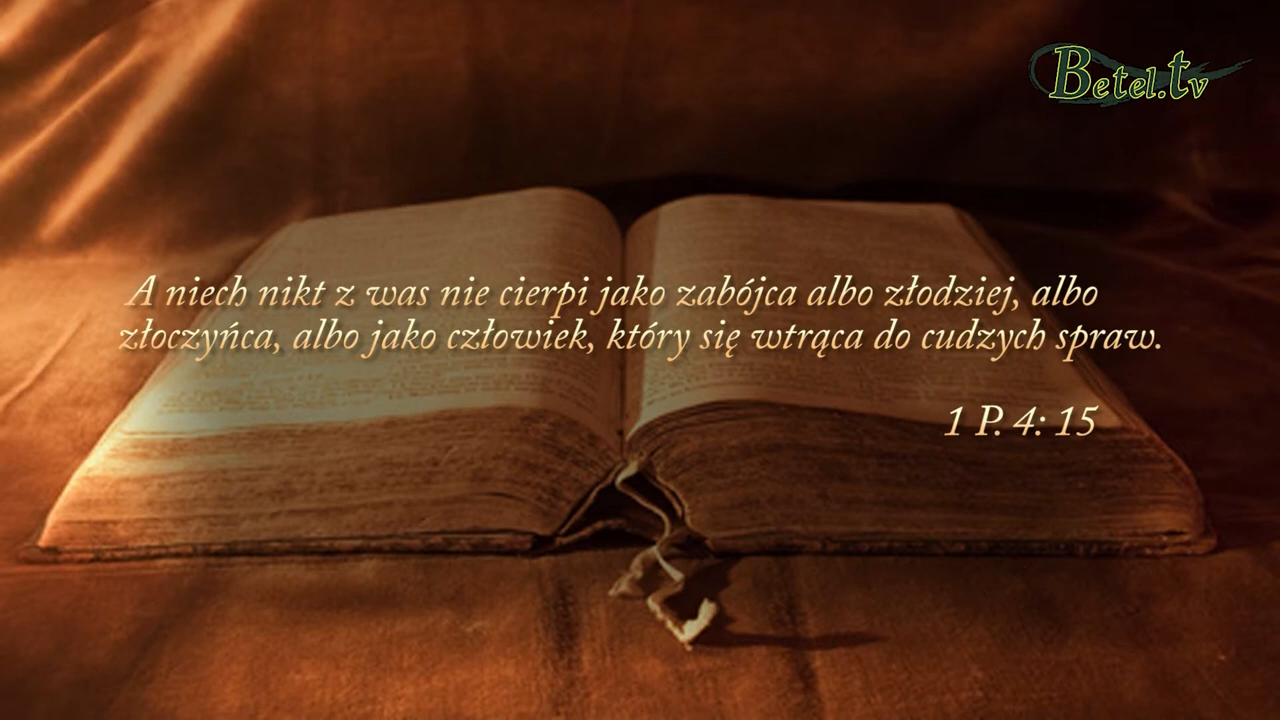 Betel.tv
A niech nikt z was nie cierpi jako zabójca albo złodziej, albo
złoczyńca, albo jako człowiek, który się wtrąca do cudzych spraw.
1 P. 4: 15